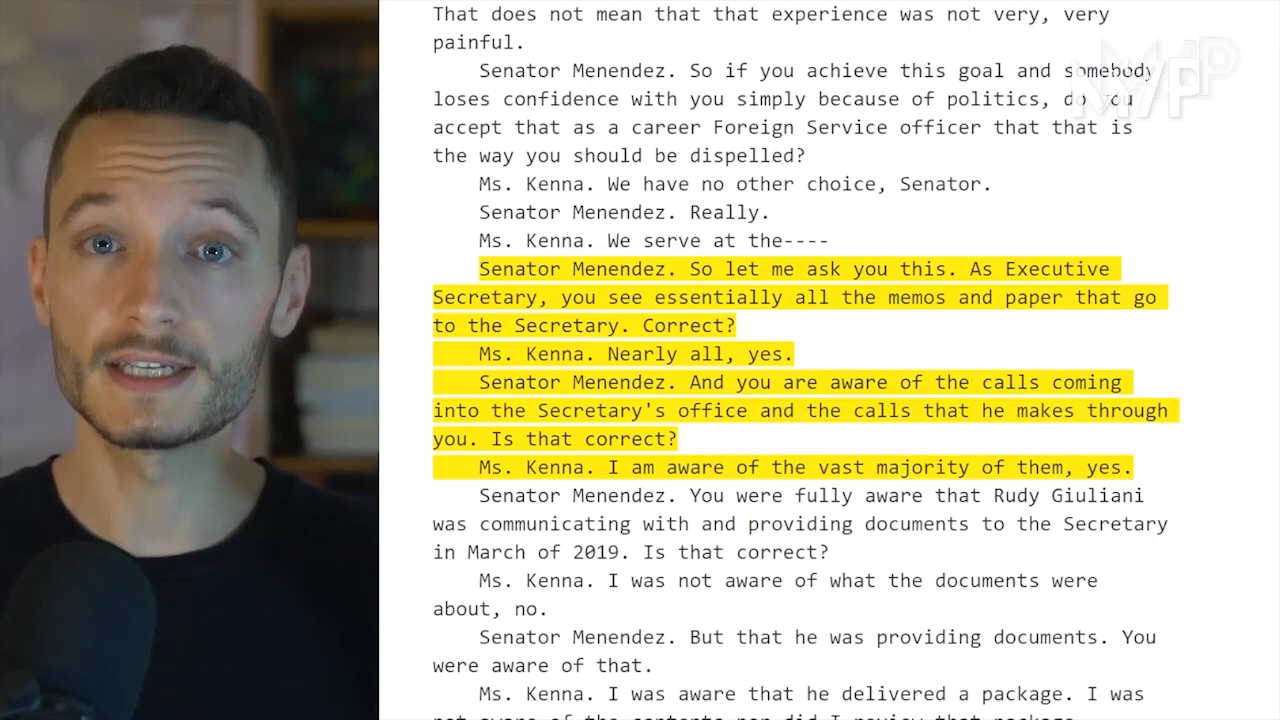 That does not mean that that experience was not very, very
painful.
Senator Menendez. So if you achieve this goal and somebody
loses confidence with you simply because of politics, do you
accept that as a career Foreign Service officer that that is
the way you should be dispelled?
Ms. Kenna. We have no other choice, Senator.
Senator Menendez. Really.
Ms. Kenna. We serve at the----
Senator Menendez. So let me ask you this. As Executive
Secretary, you see essentially all the memos and paper that go
to the Secretary. Correct?
Ms. Kenna. Nearly all, yes.
Senator Menendez. And you are aware of the calls coming
into the Secretary's office and the calls that he makes through
you. Is that correct?
Ms. Kenna. I am aware of the vast majority of them, yes.
Senator Menendez. You were fully aware that Rudy Giuliani
was communicating with and providing documents to the Secretary
in March of 2019. Is that correct?
Ms. Kenna. I was not aware of what the documents were
about, no.
Senator Menendez. But that he was providing documents. You
were aware of that.
Ms. Kenna. I was aware that he delivered a package. I was
not aware of the contents nor did I review that package.